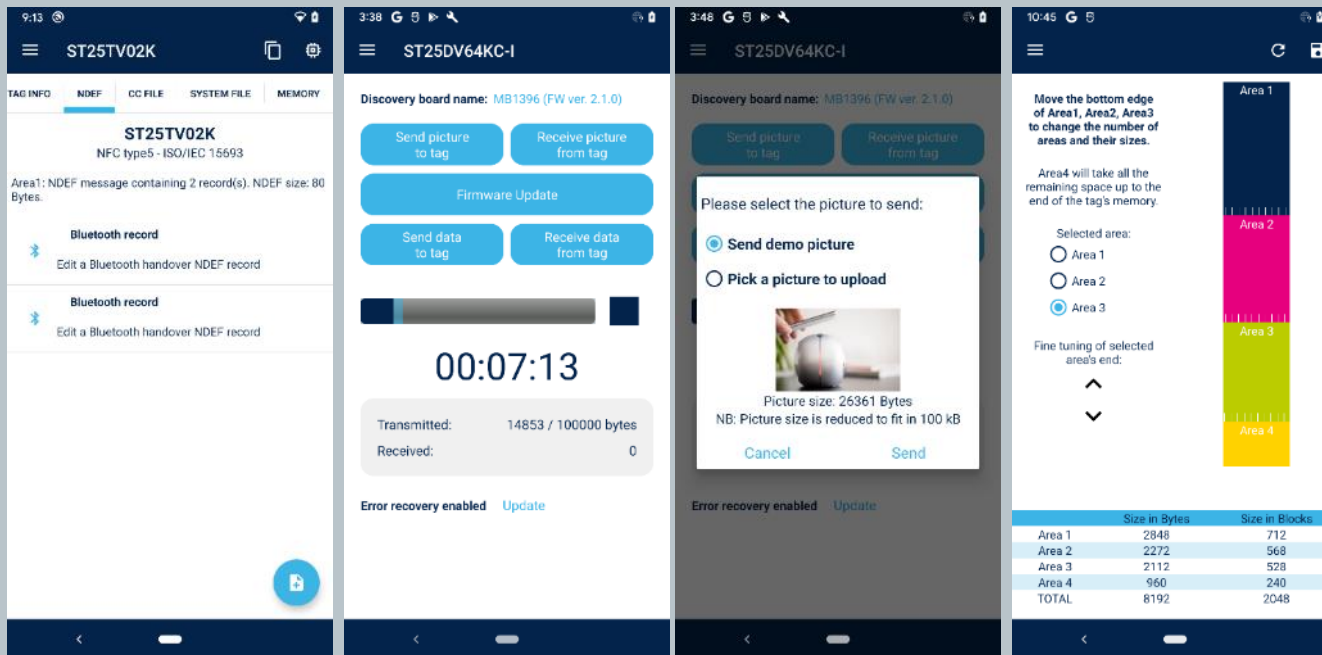 9:13
ST25TV02K
TAG INFO NDEF CC FILE SYSTEM FILE MEMORY
ST25TV02K
NFC type5 - ISO/IEC 15693
Area1: NDEF message containing 2 record(s). NDEF size: 80
Bytes.
Bluetooth record
Edit a Bluetooth handover NDEF record
Bluetooth record
Edit a Bluetooth handover NDEF record
3:38 G
ST25DV64KC-I
Discovery board name: MB1396 (FW ver. 2.1.0)
Send picture
to tag
Receive picture
from tag
Firmware Update
Send data
to tag
Receive data
from tag
00:07:13
Transmitted: 14853 / 100000 bytes
Received: 0
Error recovery enabled Update
3:48 G
ST25DV64KC-I
Discovery board name: MB1396 (FW ver. 2.1.0)
Send picture
to tag
Receive picture
from tag
Please select the picture to send:
Send demo picture
Pick a picture to upload
Picture size: 26361 Bytes
NB: Picture size is reduced to fit in 100 kB
Cancel Send
Error recovery enabled Update
10:45 G
Move the bottom edge
of Area1, Area2, Area3
to change the number of
areas and their sizes.
Area4 will take all the
remaining space up to the
end of the tag's memory.
Selected area:
Area 1
Area 2
Area 3
Fine tuning of selected
area's end:
Area 1
Area 2
Area 3
Area 4
Size in Bytes Size in Blocks
Area 1 2848 712
Area 2 2272 568
Area 3 2112 528
Area 4 960 240
TOTAL 8192 2048